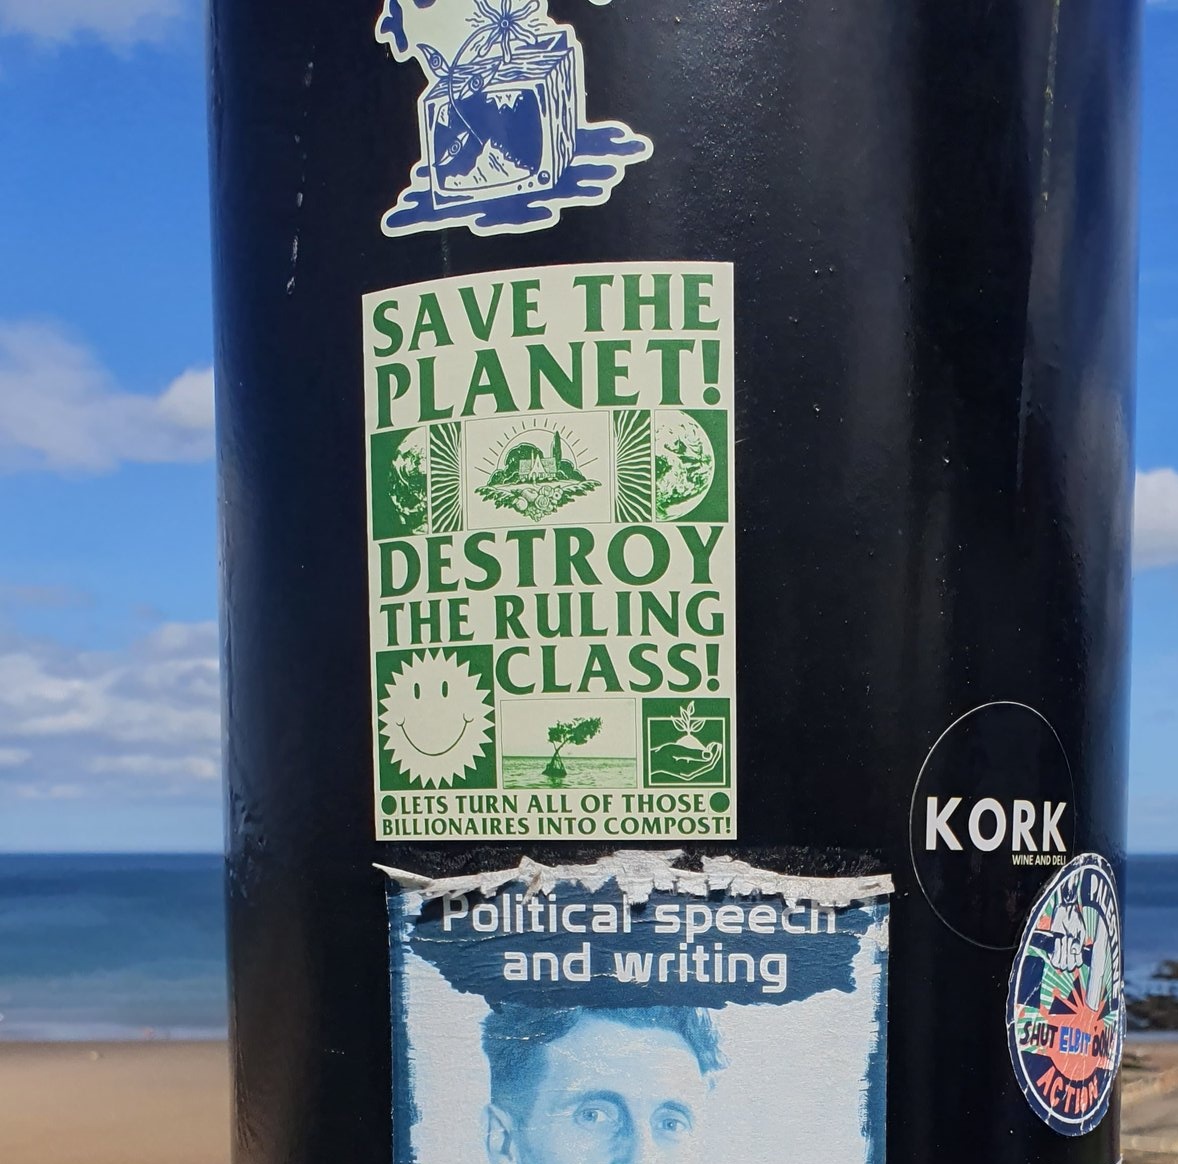 SAVE THE
PLANET!
DESTROY
THE RULING
CLASS!
LETS TURN ALL OF THOSE
BILLIONAIRES INTO COMPOST!
KORK
WINE AND DELI
Political speech
and writing
PALESTINE
SHUT ELBIT DOWN
ACTION